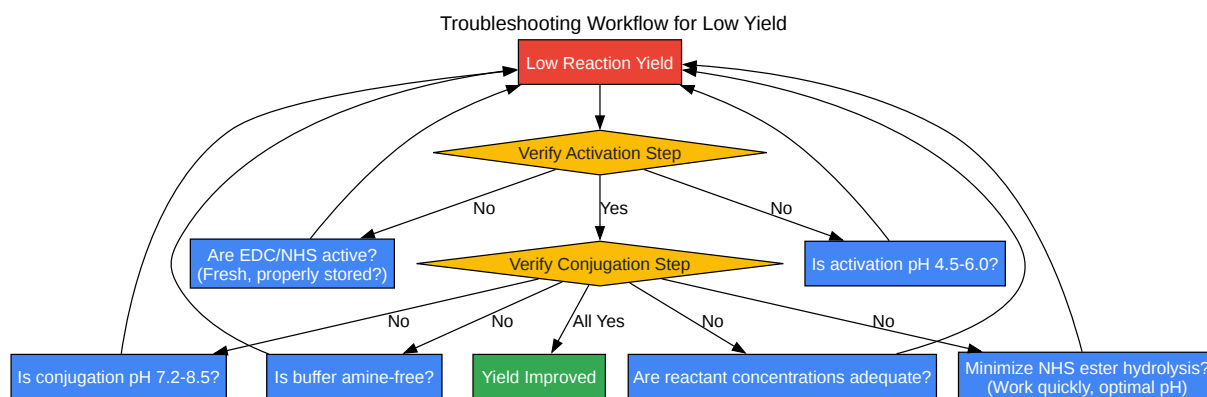 Troubleshooting Workflow for Low Yield
Low Reaction Yield
Verify Activation Step
No
Yes
No
Are EDC/NHS active?
(Fresh, properly stored?)
Verify Conjugation Step
Is activation pH 4.5-6.0?
No
No
All Yes
No
No
Is conjugation pH 7.2-8.5?
Is buffer amine-free?
Yield Improved
Are reactant concentrations adequate?
Minimize NHS ester hydrolysis?
(Work quickly, optimal pH)